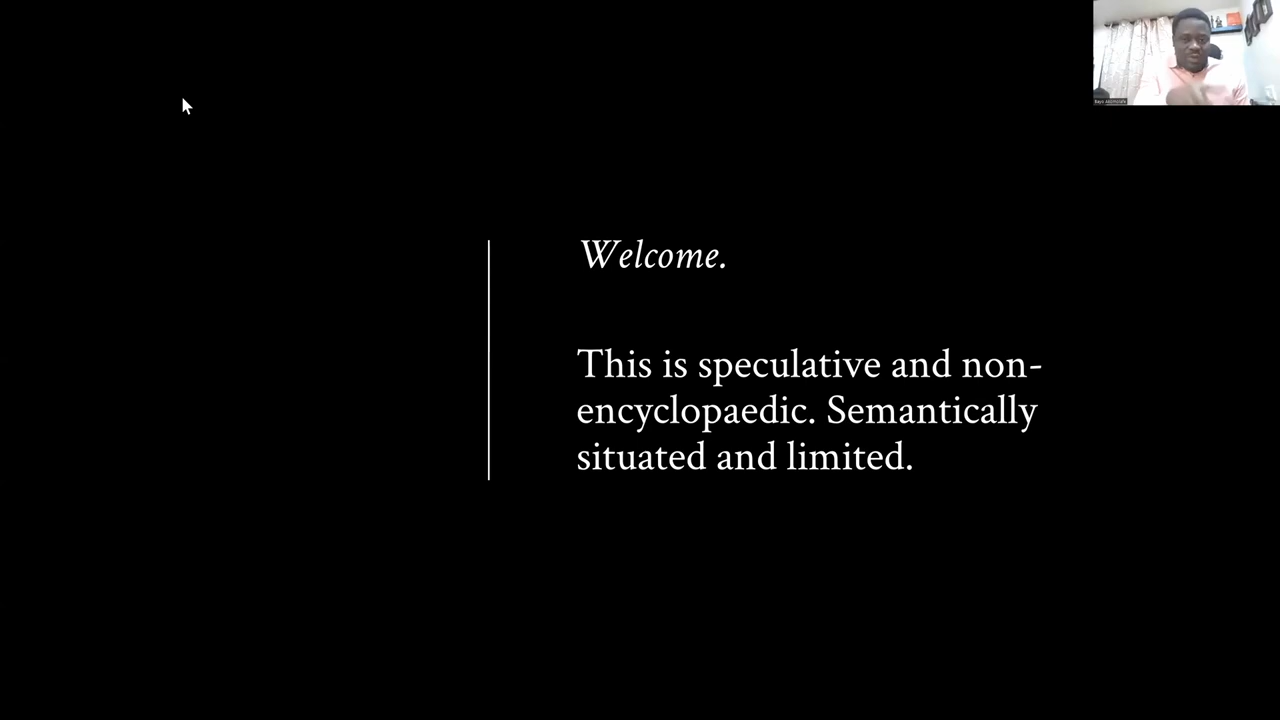 Welcome.
This is speculative and non-
encyclopaedic. Semantically
situated and limited.